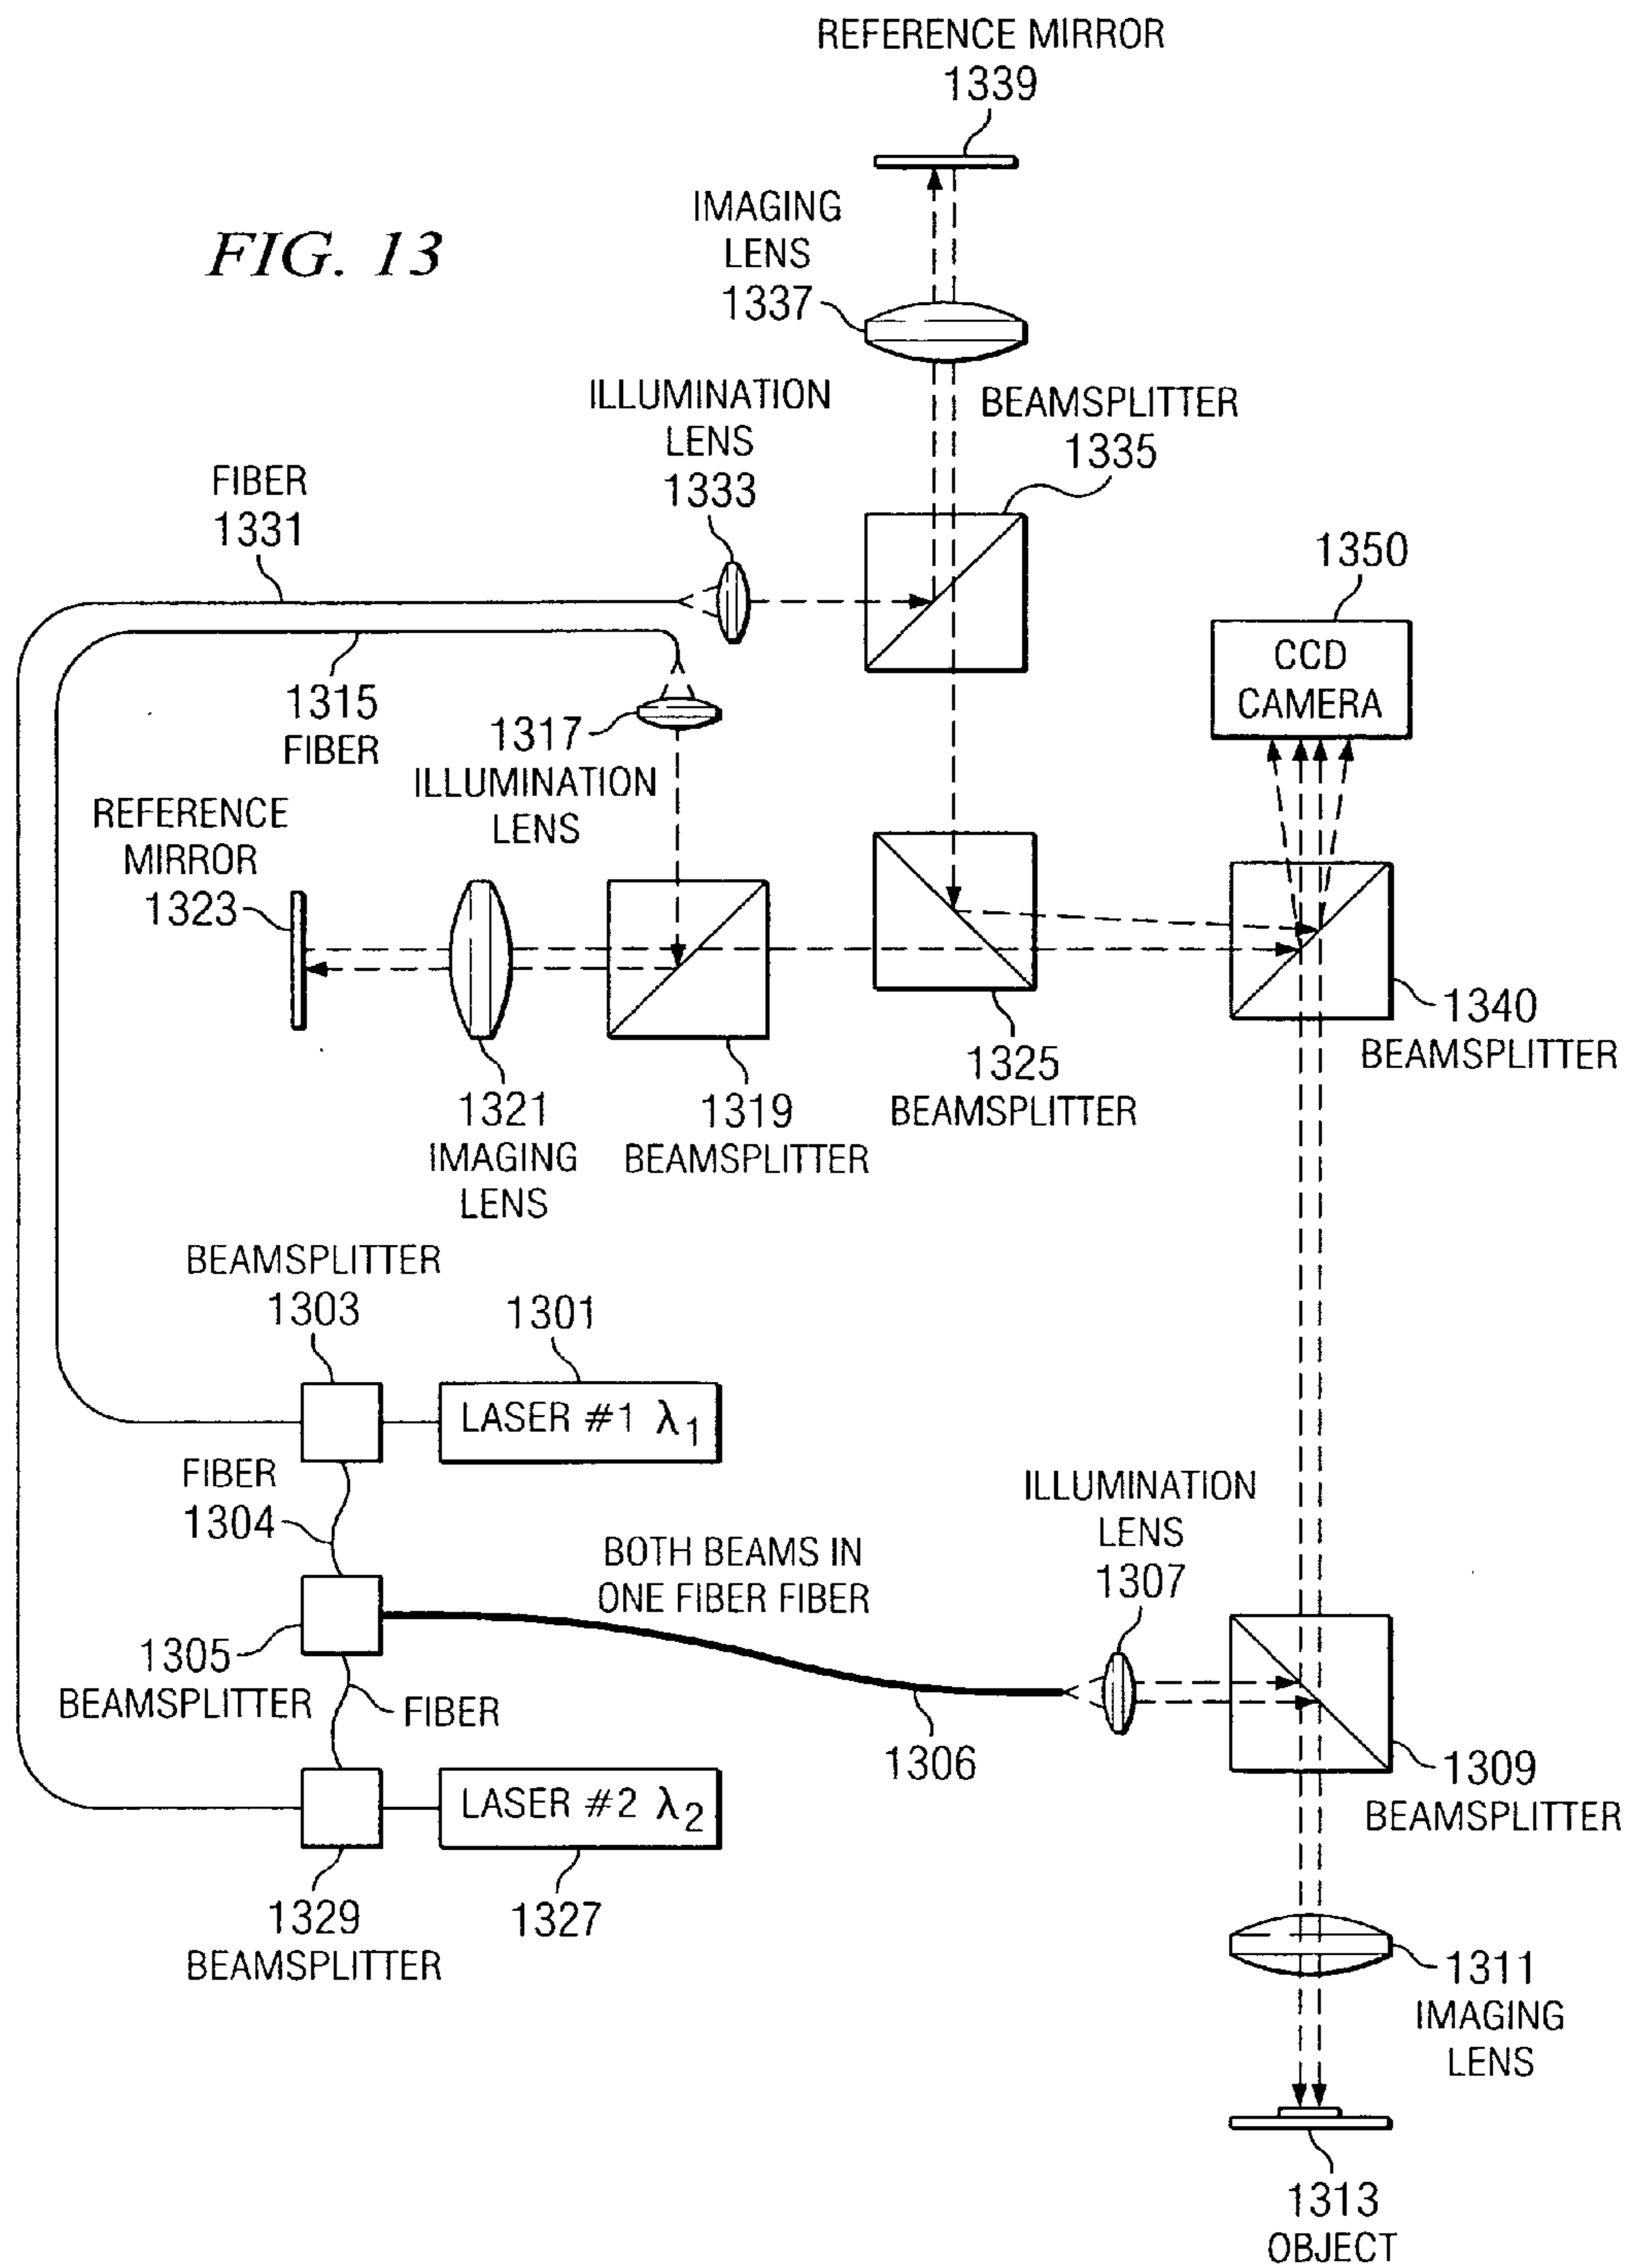 REFERENCE MIRROR
1339
IMAGING
LENS
1337
FIG. 13
ILLUMINATION
LENS
1333
BEAMSPLITTER
1335
FIBER
1331
1350
CCD
CAMERA
1315
FIBER
1317
ILLUMINATION
LENS
REFERENCE
MIRROR
1323
1340
BEAMSPLITTER
1325
BEAMSPLITTER
1321
IMAGING
LENS
1319
BEAMSPLITTER
BEAMSPLITTER
1303
1301
LASER #1 λ1
FIBER
1304
ILLUMINATION
LENS
1307
BOTH BEAMS IN
ONE FIBER FIBER
1305
BEAMSPLITTER
FIBER
1306
1309
BEAMSPLITTER
LASER #2 λ2
1329
BEAMSPLITTER
1327
1311
IMAGING
LENS
1313
OBJECT